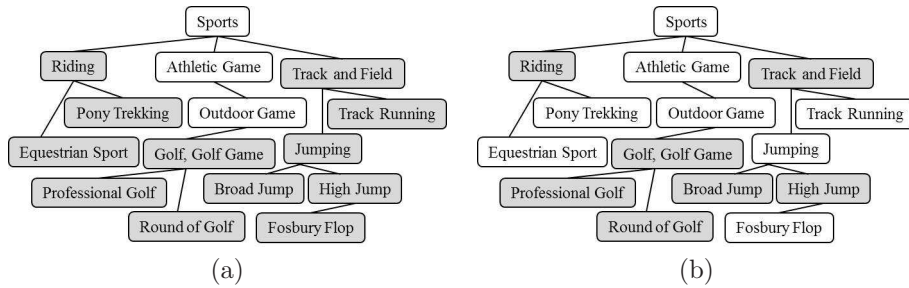 Sports
Riding
Athletic Game
Track and Field
Pony Trekking
Outdoor Game
Track Running
Equestrian Sport
Golf, Golf Game
Jumping
Professional Golf
Broad Jump
High Jump
Round of Golf
Fosbury Flop
(a)
Sports
Riding
Athletic Game
Track and Field
Pony Trekking
Outdoor Game
Track Running
Equestrian Sport
Golf, Golf Game
Jumping
Professional Golf
Broad Jump
High Jump
Round of Golf
Fosbury Flop
(b)